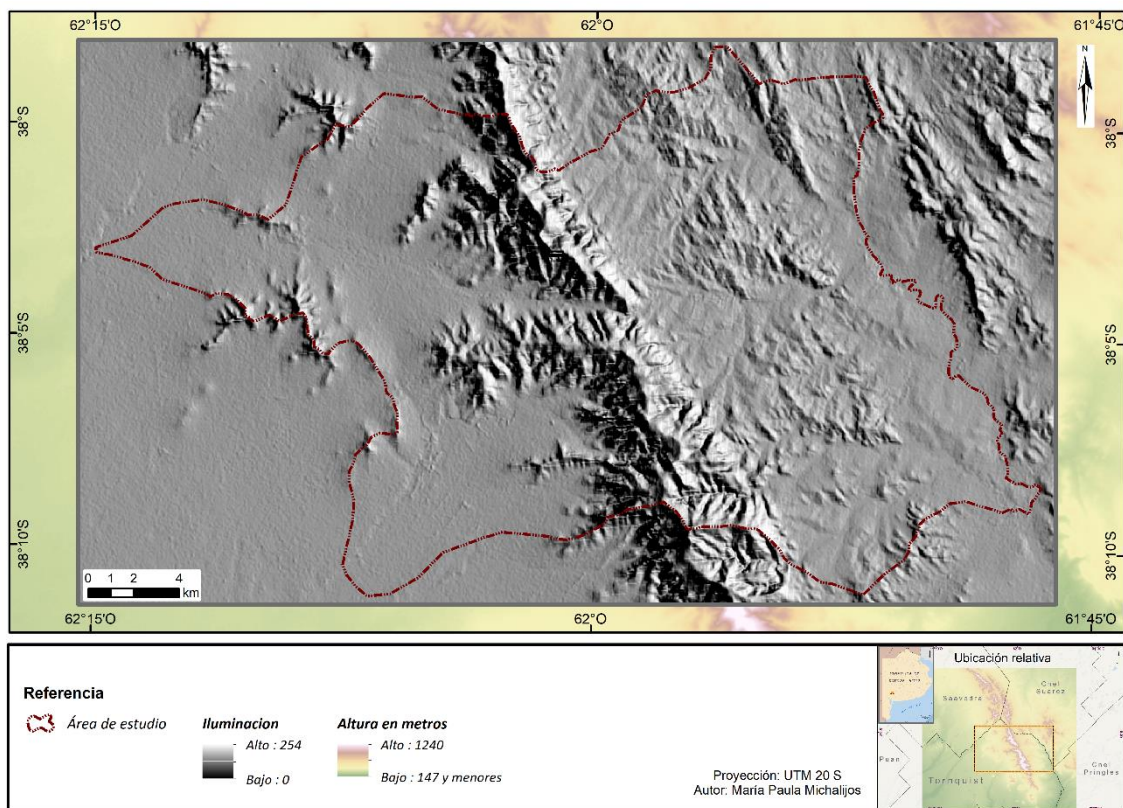 62°15'O
62°O
61°45'O
N
38°S
38°S
38°5'S
38°5'S
38°10'S
38°10'S
0 1 2 4
km
62°15'O
62°O
61°45'O
Referencia
Área de estudio
Iluminacion
Alto : 254
Bajo : 0
Altura en metros
Alto : 1240
Bajo : 147 y menores
Proyección: UTM 20 S
Autor: María Paula Michalijos
Ubicación relativa
Saavedra
Cnel
Suárez
Puan
Tornquist
Cnel
Pringles